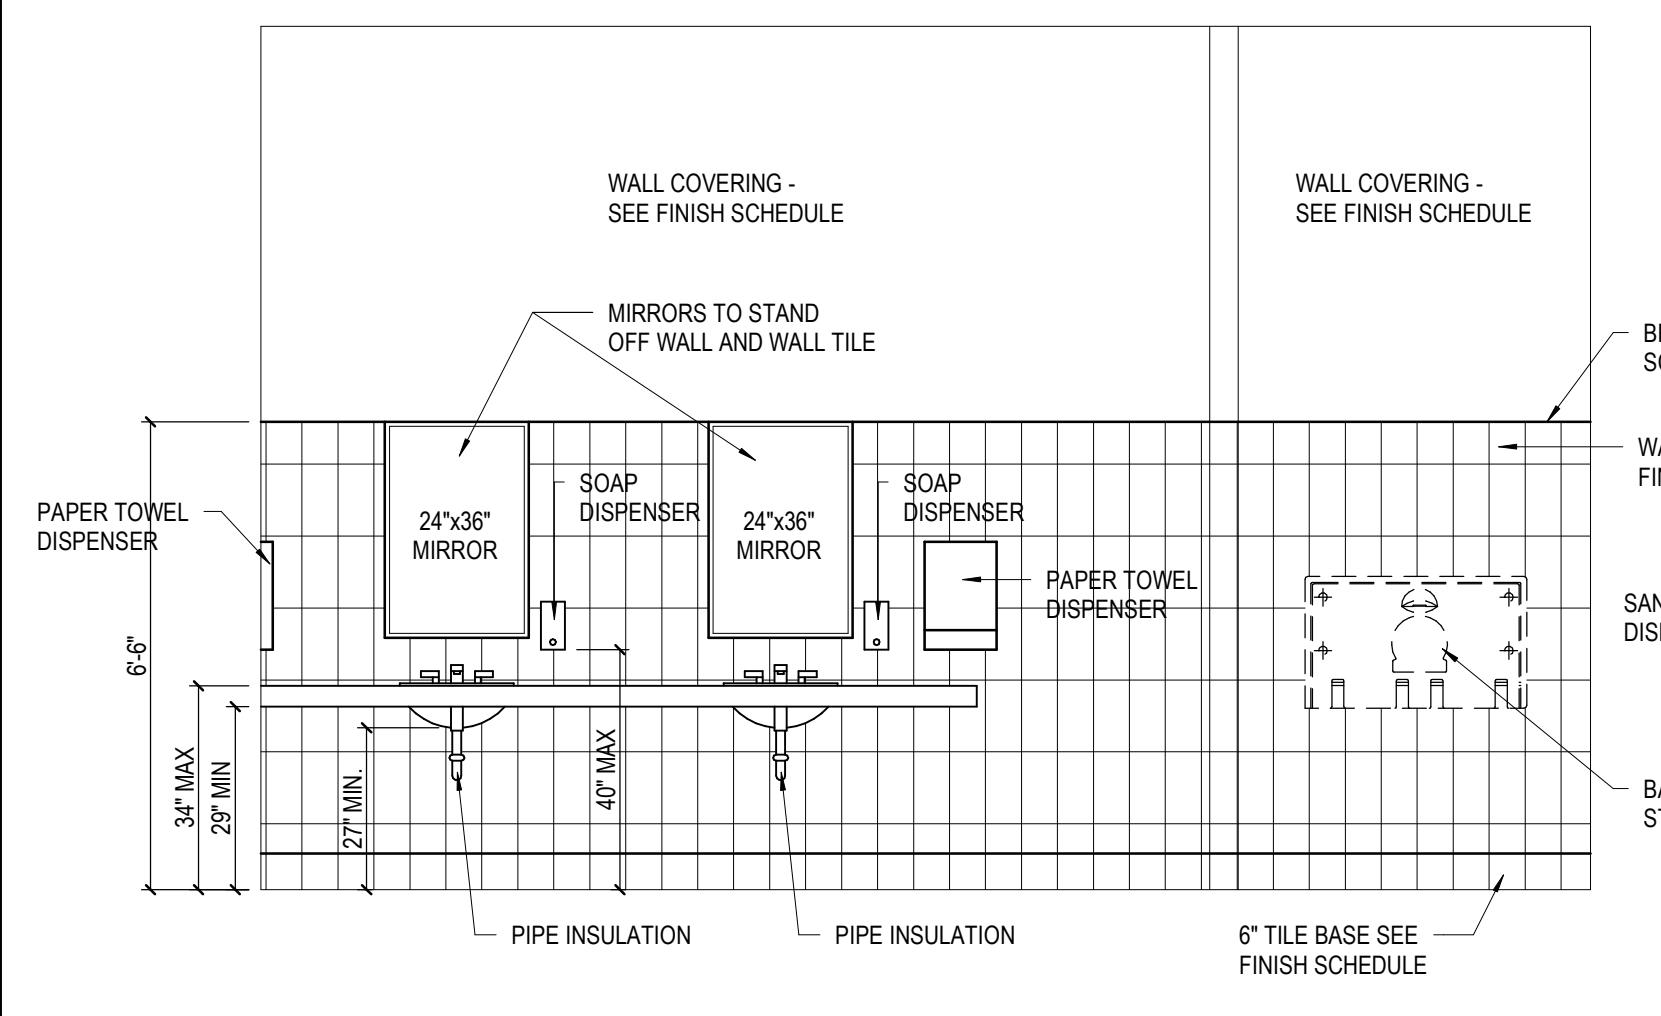 WALL COVERING -
SEE FINISH SCHEDULE
WALL COVERING -
SEE FINISH SCHEDULE
MIRRORS TO STAND
OFF WALL AND WALL TILE
SOAP
DISPENSER
SOAP
DISPENSER
PAPER TOWEL
DISPENSER
24"x36"
MIRROR
24"x36"
MIRROR
PAPER TOWEL
DISPENSER
6'-6"
34" MAX
29" MIN
27" MIN.
40" MAX
PIPE INSULATION
PIPE INSULATION
6" TILE BASE SEE
FINISH SCHEDULE